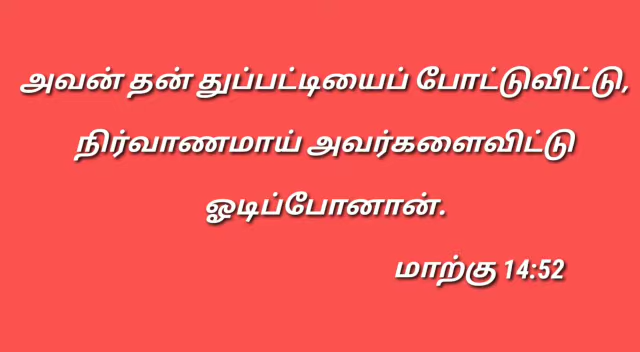 அவன் தன் துப்பட்டியைப் போட்டுவிட்டு,
நிர்வாணமாய் அவர்களைவிட்டு
ஓடிப்போனான்.
மாற்கு 14:52